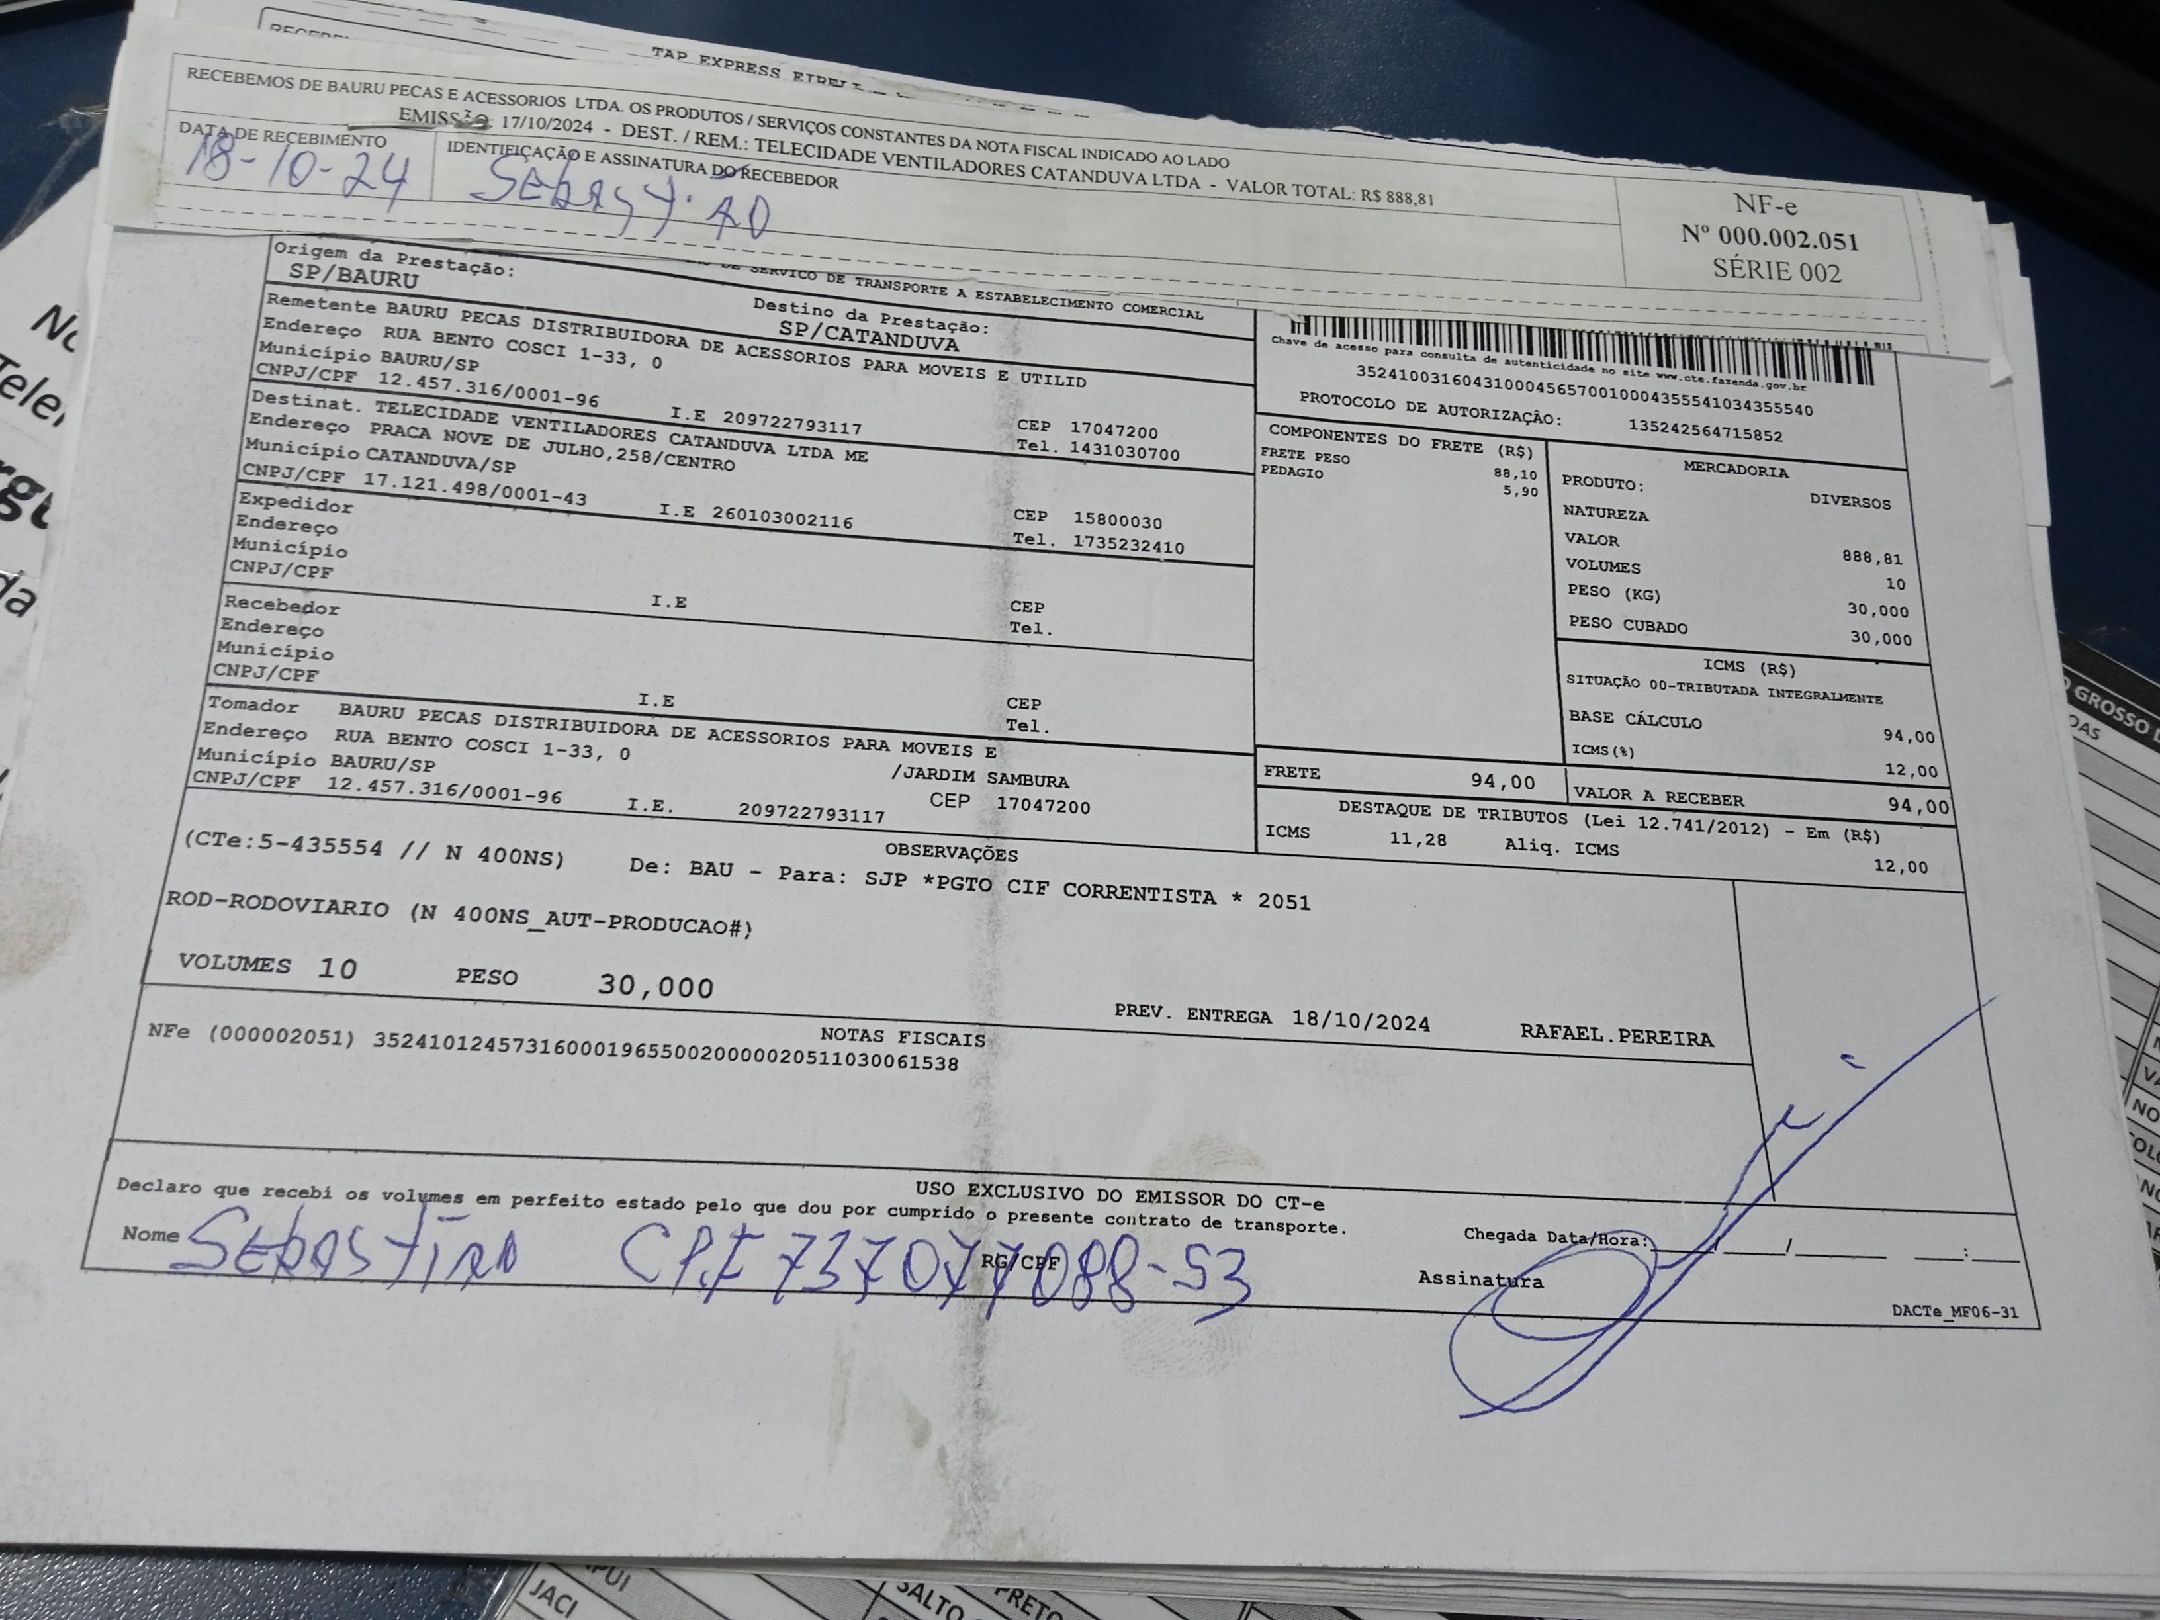 TAP EXPRESS EIRELI
RECEBEMOS DE BAURU PECAS E ACESSORIOS LTDA. OS PRODUTOS / SERVIÇOS CONSTANTES DA NOTA FISCAL INDICADO AO LADO
EMISSÃO: 17/10/2024 - DEST. / REM.: TELECIDADE VENTILADORES CATANDUVA LTDA - VALOR TOTAL: R$ 888,81
DATA DE RECEBIMENTO
IDENTIFICAÇÃO E ASSINATURA DO RECEBEDOR
18-10-24
SEBASTIÃO
NF-e
Nº 000.002.051
SÉRIE 002
DE SERVICO DE TRANSPORTE A ESTABELECIMENTO COMERCIAL
Origem da Prestação:
SP/BAURU
Destino da Prestação:
SP/CATANDUVA
Remetente BAURU PECAS DISTRIBUIDORA DE ACESSORIOS PARA MOVEIS E UTILID
Endereço RUA BENTO COSCI 1-33, 0
Município BAURU/SP CEP 17047200
CNPJ/CPF 12.457.316/0001-96 I.E 209722793117 Tel. 1431030700
Destinat. TELECIDADE VENTILADORES CATANDUVA LTDA ME
Endereço PRACA NOVE DE JULHO,258/CENTRO
Município CATANDUVA/SP CEP 15800030
CNPJ/CPF 17.121.498/0001-43 I.E 260103002116 Tel. 1735232410
Expedidor
Endereço
Município CEP
CNPJ/CPF I.E Tel.
Recebedor
Endereço
Município CEP
CNPJ/CPF I.E Tel.
Tomador BAURU PECAS DISTRIBUIDORA DE ACESSORIOS PARA MOVEIS E
Endereço RUA BENTO COSCI 1-33, 0 /JARDIM SAMBURA
Município BAURU/SP CEP 17047200
CNPJ/CPF 12.457.316/0001-96 I.E. 209722793117
Chave de acesso para consulta de autenticidade no site www.cte.fazenda.gov.br
35241003160431000456570010004355541034355540
PROTOCOLO DE AUTORIZAÇÃO: 135242564715852
COMPONENTES DO FRETE (R$)
FRETE PESO 88,10
PEDAGIO 5,90
MERCADORIA
PRODUTO: DIVERSOS
NATUREZA
VALOR 888,81
VOLUMES 10
PESO (KG) 30,000
PESO CUBADO 30,000
ICMS (R$)
SITUAÇÃO 00-TRIBUTADA INTEGRALMENTE
BASE CÁLCULO 94,00
ICMS(%) 12,00
FRETE 94,00 VALOR A RECEBER 94,00
DESTAQUE DE TRIBUTOS (Lei 12.741/2012) - Em (R$)
ICMS 11,28 Aliq. ICMS 12,00
OBSERVAÇÕES
(CTe:5-435554 // N 400NS) De: BAU - Para: SJP *PGTO CIF CORRENTISTA * 2051
ROD-RODOVIARIO (N 400NS_AUT-PRODUCAO#)
VOLUMES 10 PESO 30,000
PREV. ENTREGA 18/10/2024 RAFAEL.PEREIRA
NOTAS FISCAIS
NFe (000002051) 35241012457316000196550020000020511030061538
USO EXCLUSIVO DO EMISSOR DO CT-e
Declaro que recebi os volumes em perfeito estado pelo que dou por cumprido o presente contrato de transporte.
Nome SEBASTIÃO RG/CPF CPF 737077088-53
Chegada Data/Hora: / / :
Assinatura
DACTe_MF06-31
GROSSO
JACI
SALTO
PRETO